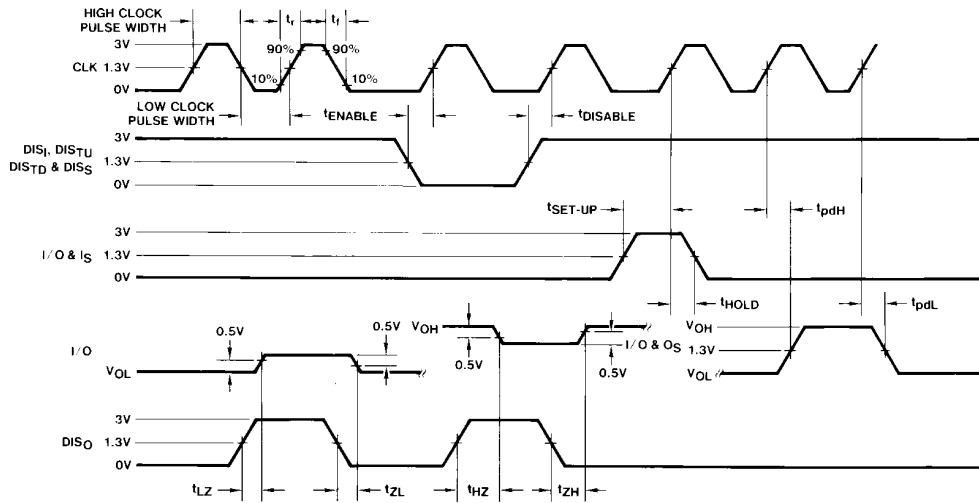 HIGH CLOCK
PULSE WIDTH
tr
tf
3V
90%
90%
CLK 1.3V
10%
10%
0V
LOW CLOCK
PULSE WIDTH
tENABLE
tDISABLE
3V
DISI, DISTU
DISTD & DISS
1.3V
0V
tSET-UP
tpdH
3V
I/O & IS
1.3V
0V
tHOLD
tpdL
0.5V
0.5V
VOH
VOH
I/O
I/O & OS
1.3V
0.5V
0.5V
VOL
VOL
3V
DISO
1.3V
0V
tLZ
tZL
tHZ
tZH